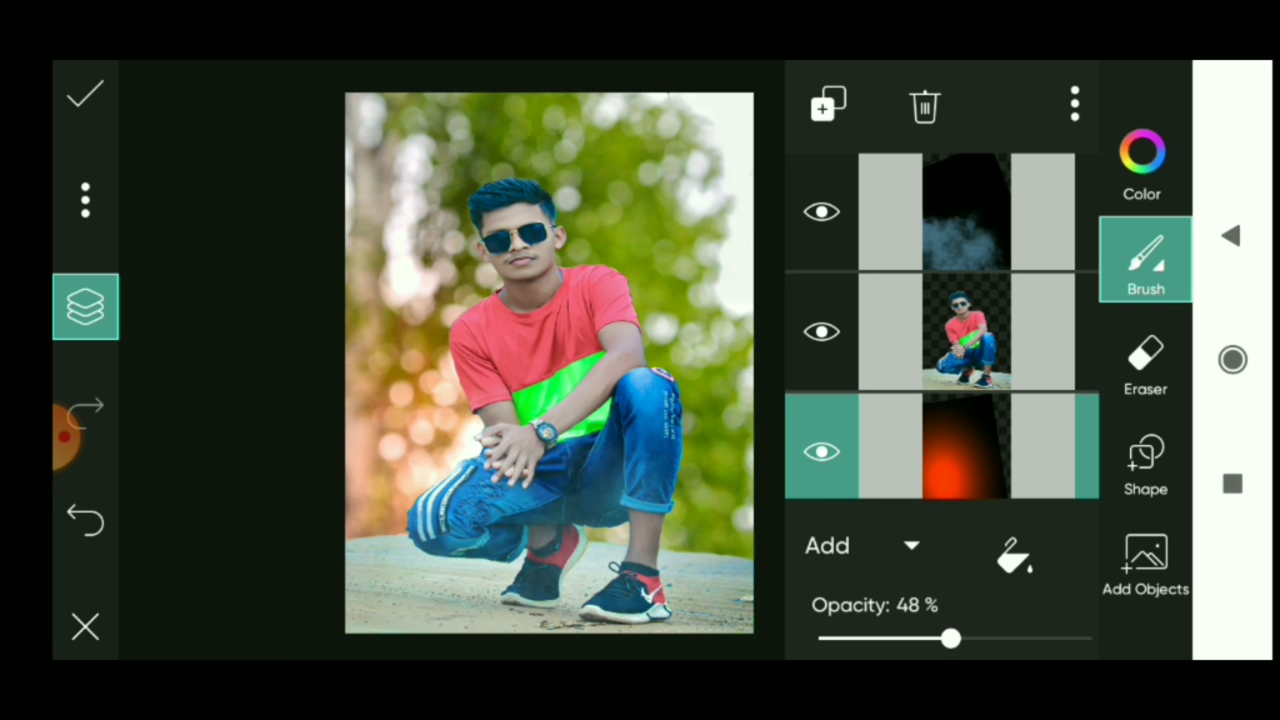 Color
Brush
Eraser
Shape
Add Objects
Add
Opacity: 48 %